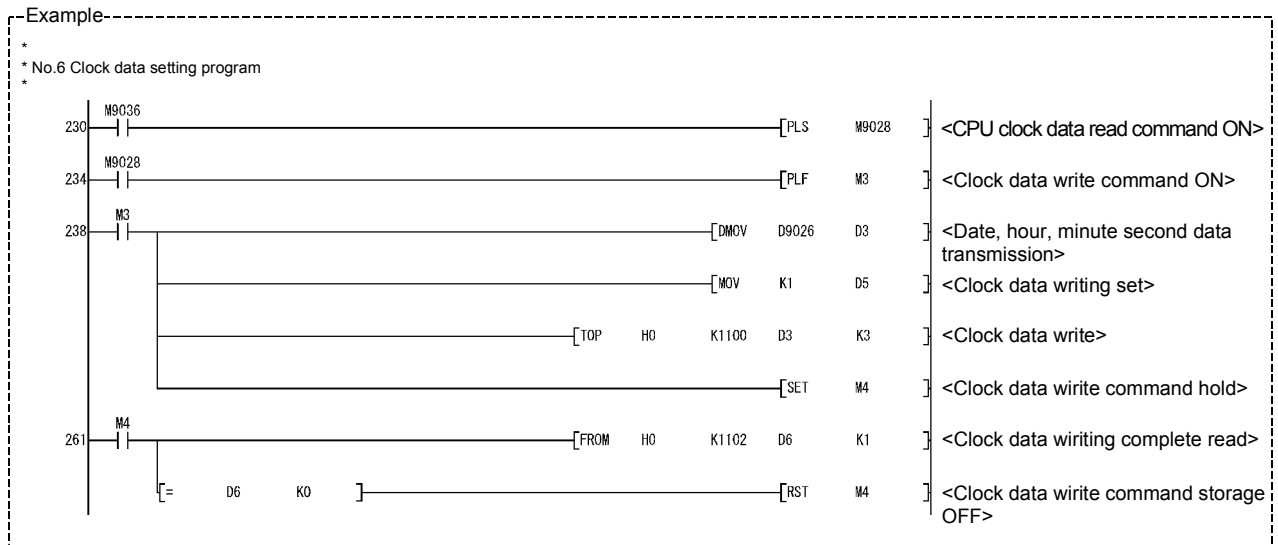 Example
*
* No.6 Clock data setting program
*
M9036
230 [PLS M9028 ] <CPU clock data read command ON>
M9028
234 [PLF M3 ] <Clock data write command ON>
M3
238 [DMOV D9026 D3 ] <Date, hour, minute second data
transmission>
[MOV K1 D5 ] <Clock data writing set>
[TOP H0 K1100 D3 K3 ] <Clock data write>
[SET M4 ] <Clock data wirite command hold>
M4
261 [FROM H0 K1102 D6 K1 ] <Clock data wiriting complete read>
[= D6 K0 ] [RST M4 ] <Clock data wirite command storage
OFF>